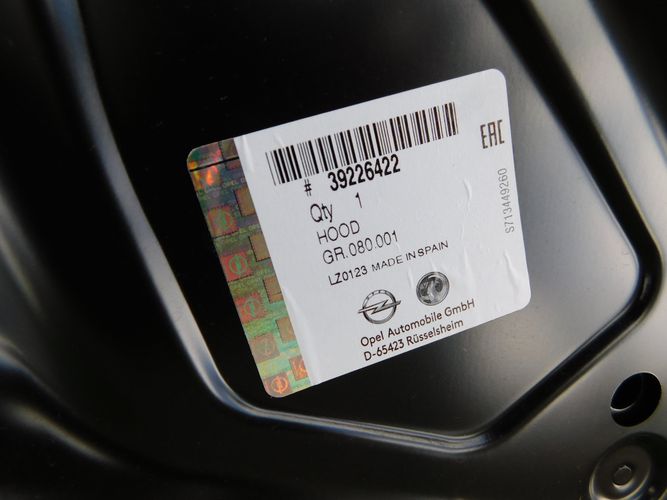 # 39226422
Qty 1
HOOD
GR.080.001
LZ0123 MADE IN SPAIN
Opel Automobile GmbH
D-65423 Rüsselsheim
EAC
S713449260